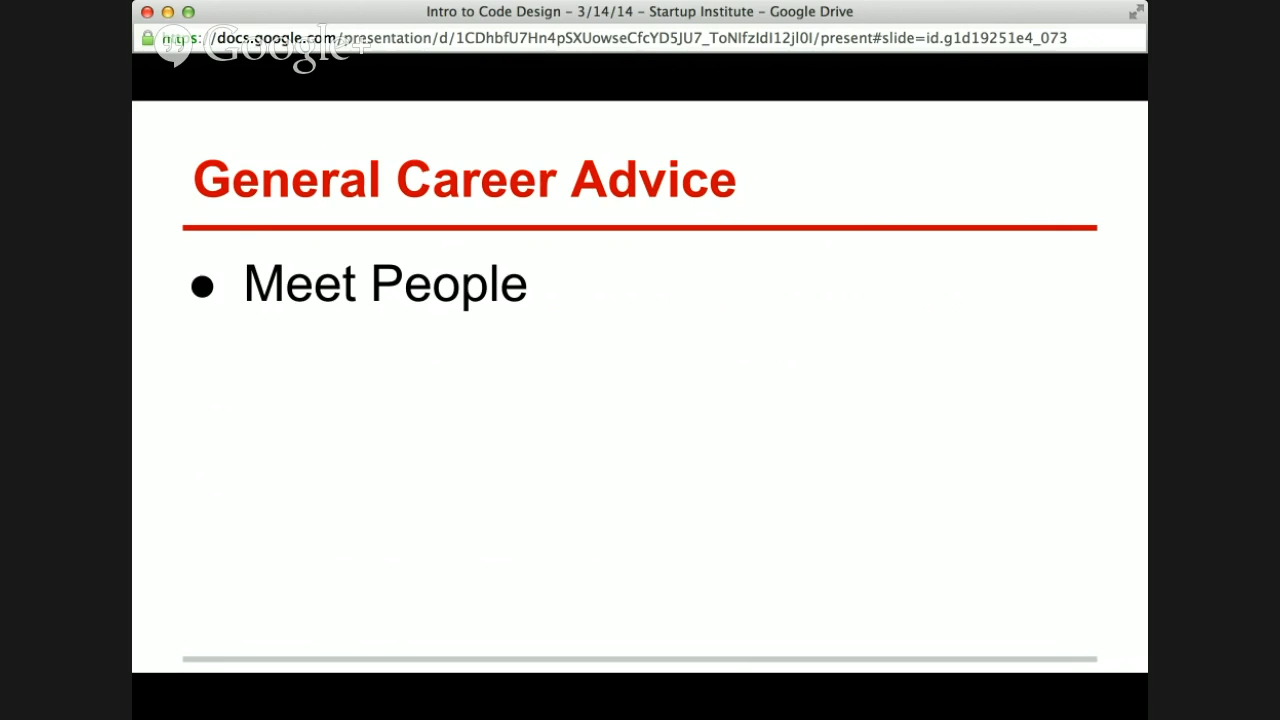 Intro to Code Design – 3/14/14 – Startup Institute – Google Drive
https://docs.google.com/presentation/d/1CDhbfU7Hn4pSXUowseCfcYD5JU7_ToNIfzIdI12jl0I/present#slide=id.g1d19251e4_073
Google+
General Career Advice
● Meet People